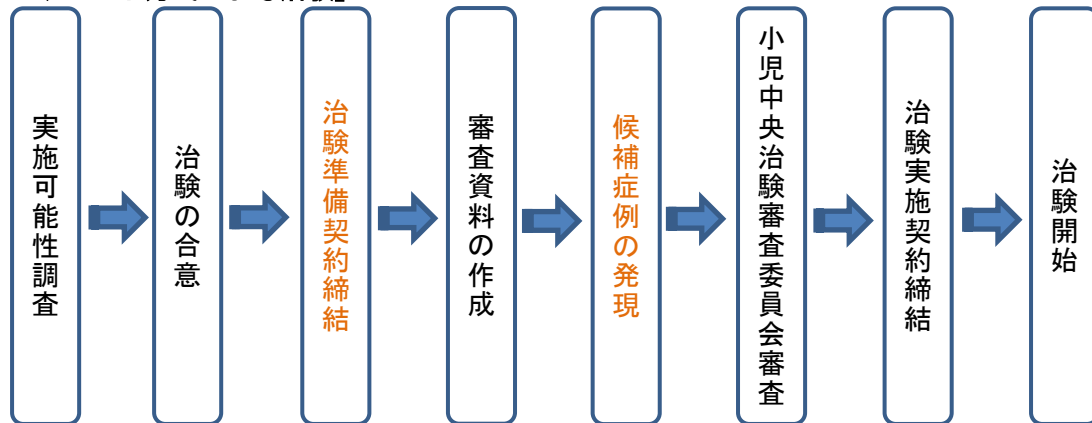 実施可能性調査
治験の合意
治験準備契約締結
審査資料の作成
候補症例の発現
小児中央治験審査委員会審査
治験実施契約締結
治験開始